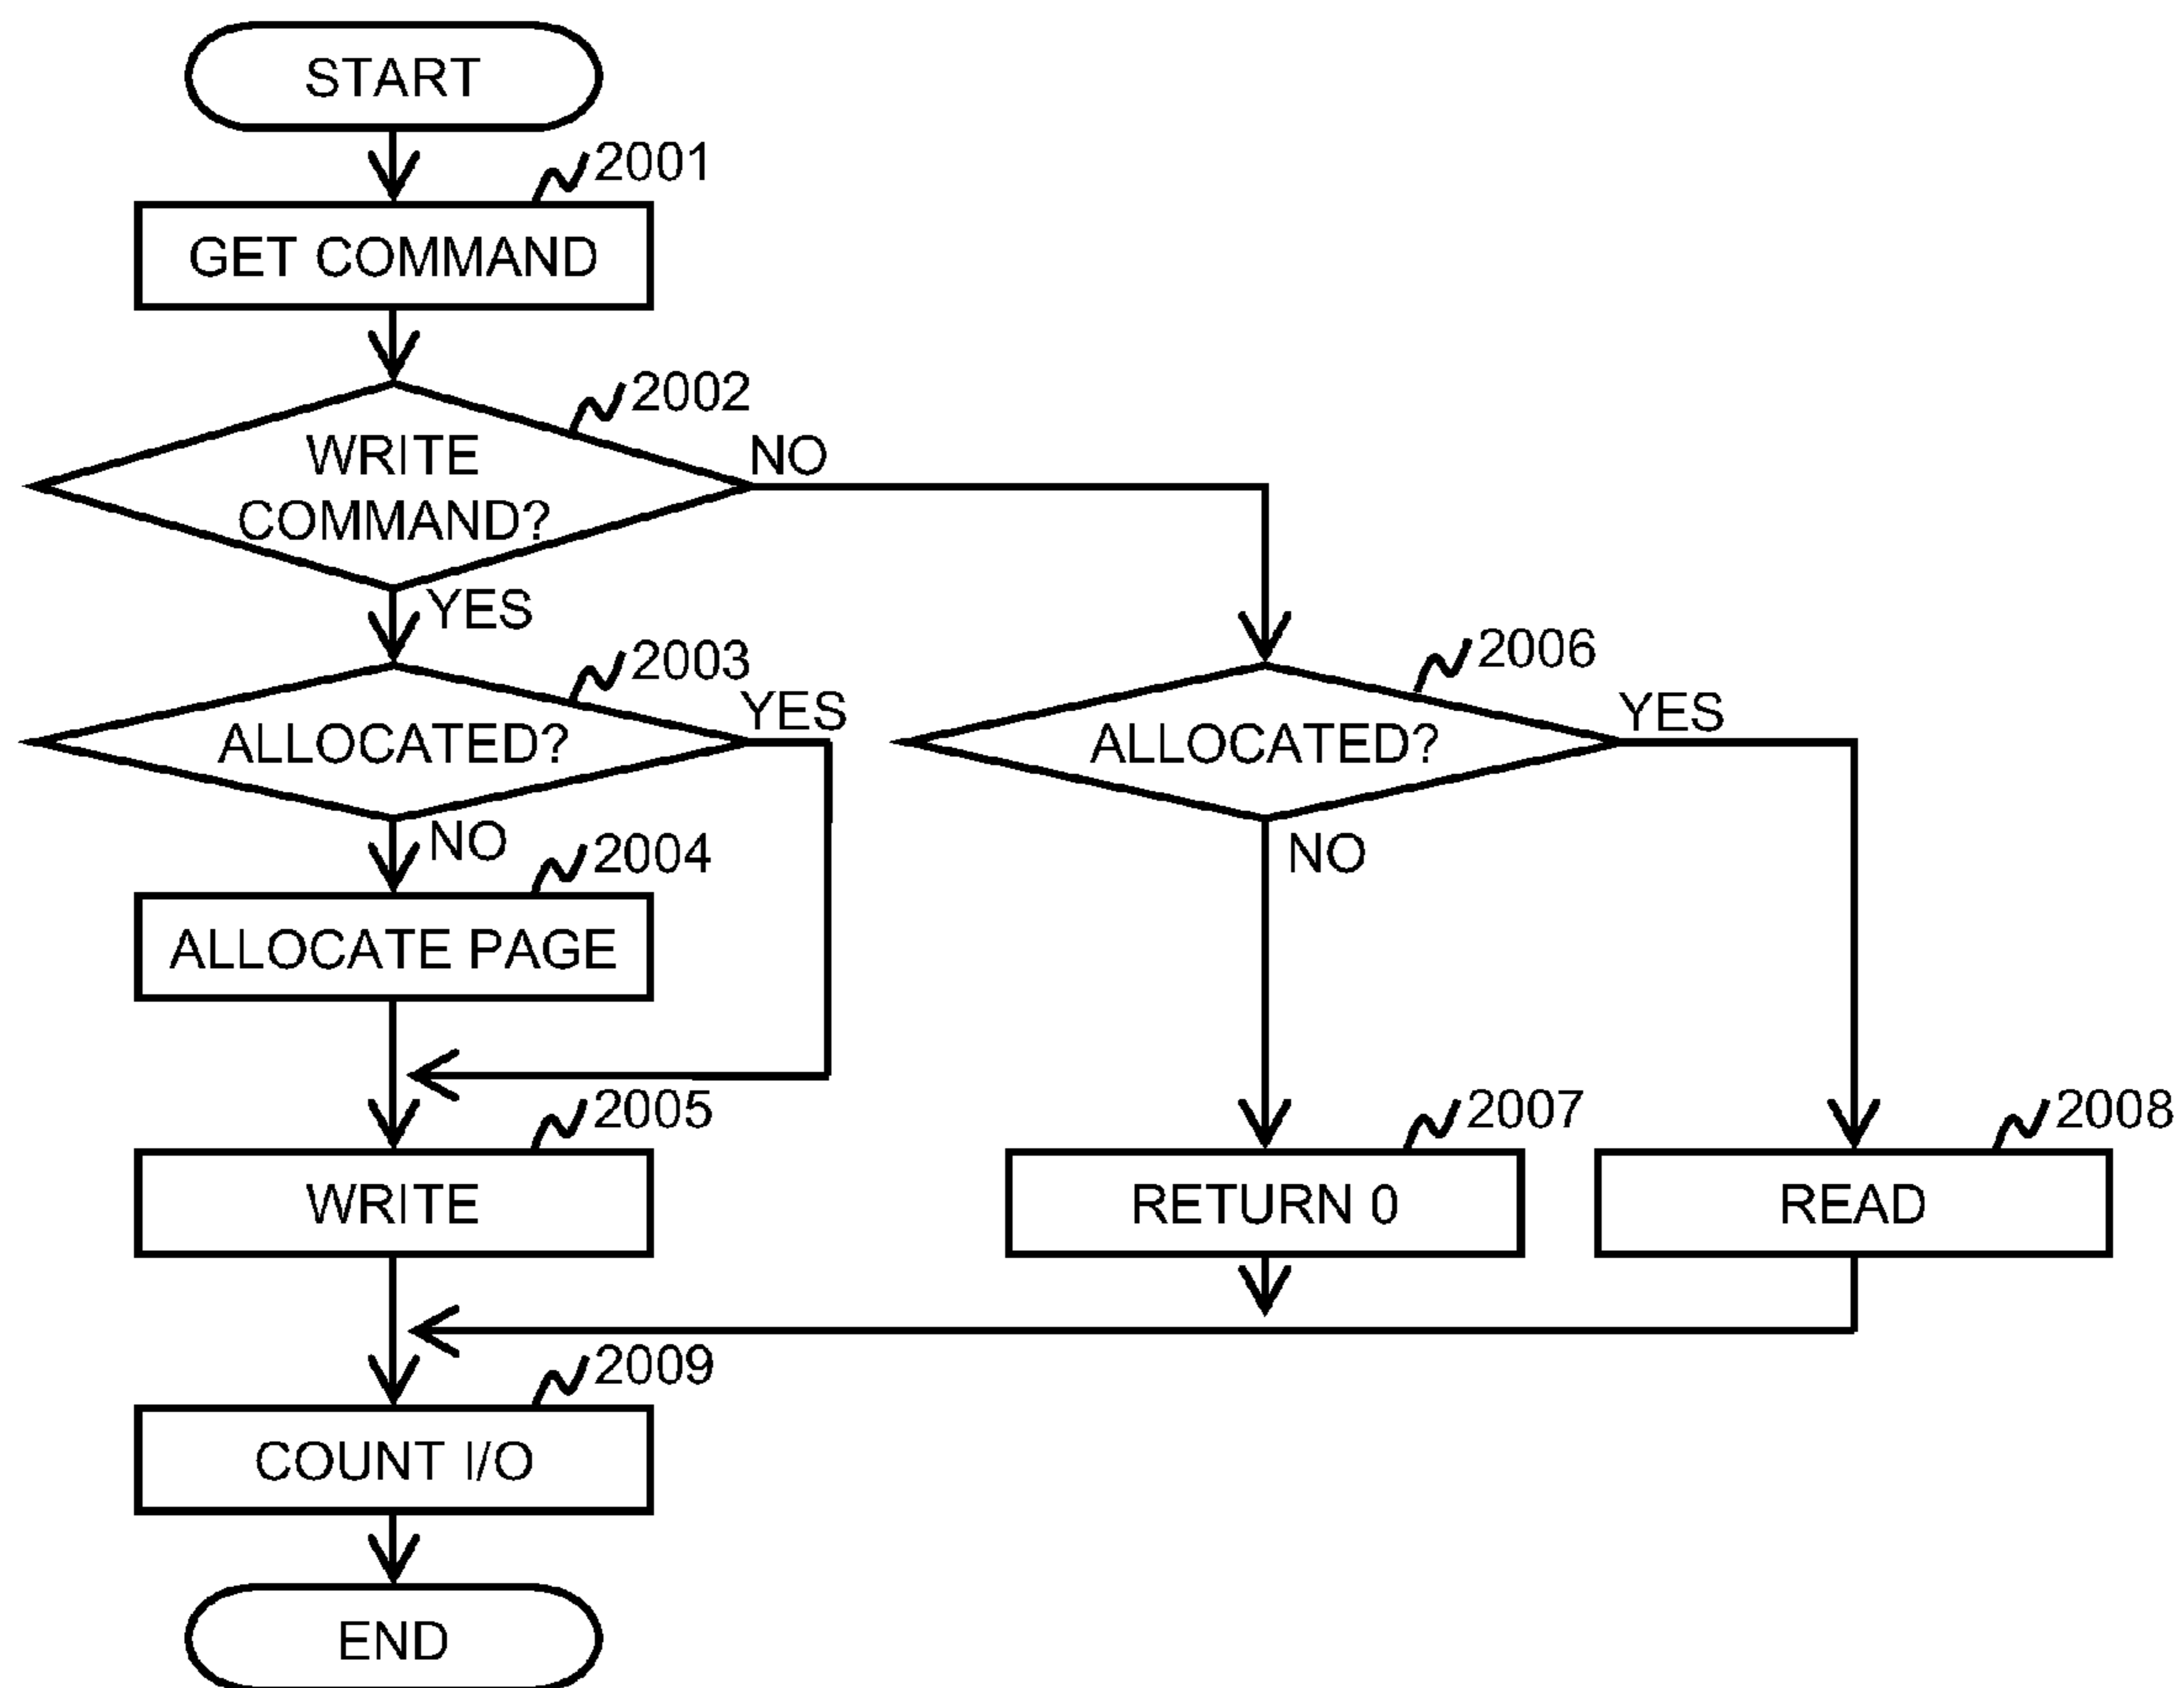 START
2001
GET COMMAND
2002
WRITE
COMMAND?
NO
YES
2003
ALLOCATED?
YES
2006
ALLOCATED?
YES
NO
2004
ALLOCATE PAGE
NO
2005
WRITE
2007
RETURN 0
2008
READ
2009
COUNT I/O
END